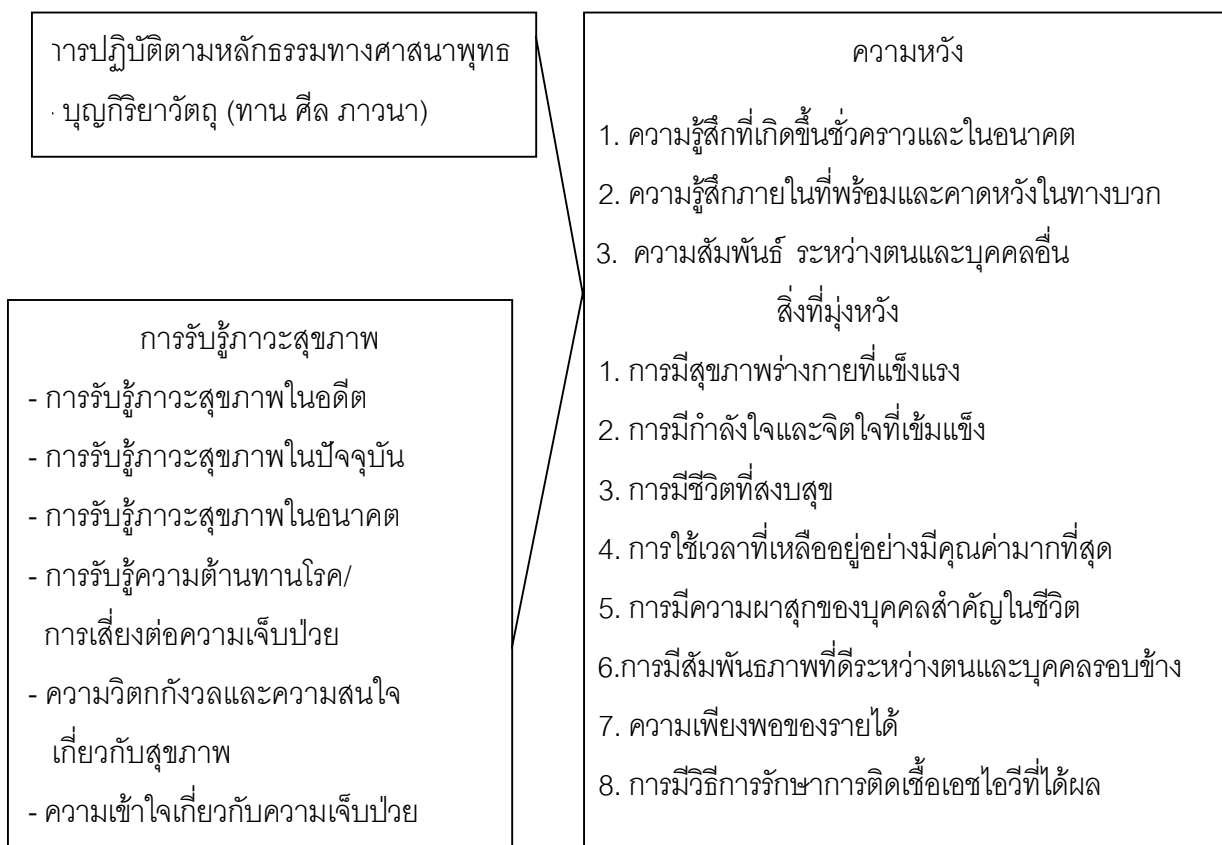 การปฏิบัติตามหลักธรรมทางศาสนาพุทธ
- บุญกิริยาวัตถุ (ทาน ศีล ภาวนา)
การรับรู้ภาวะสุขภาพ
- การรับรู้ภาวะสุขภาพในอดีต
- การรับรู้ภาวะสุขภาพในปัจจุบัน
- การรับรู้ภาวะสุขภาพในอนาคต
- การรับรู้ความต้านทานโรค/
การเสี่ยงต่อความเจ็บป่วย
- ความวิตกกังวลและความสนใจ
เกี่ยวกับสุขภาพ
- ความเข้าใจเกี่ยวกับความเจ็บป่วย
ความหวัง
1. ความรู้สึกที่เกิดขึ้นชั่วคราวและในอนาคต
2. ความรู้สึกภายในที่พร้อมและคาดหวังในทางบวก
3. ความสัมพันธ์ ระหว่างตนและบุคคลอื่น
สิ่งที่มุ่งหวัง
1. การมีสุขภาพร่างกายที่แข็งแรง
2. การมีกำลังใจและจิตใจที่เข้มแข็ง
3. การมีชีวิตที่สงบสุข
4. การใช้เวลาที่เหลืออยู่อย่างมีคุณค่ามากที่สุด
5. การมีความผาสุกของบุคคลสำคัญในชีวิต
6.การมีสัมพันธภาพที่ดีระหว่างตนและบุคคลรอบข้าง
7. ความเพียงพอของรายได้
8. การมีวิธีการรักษาการติดเชื้อเอชไอวีที่ได้ผล